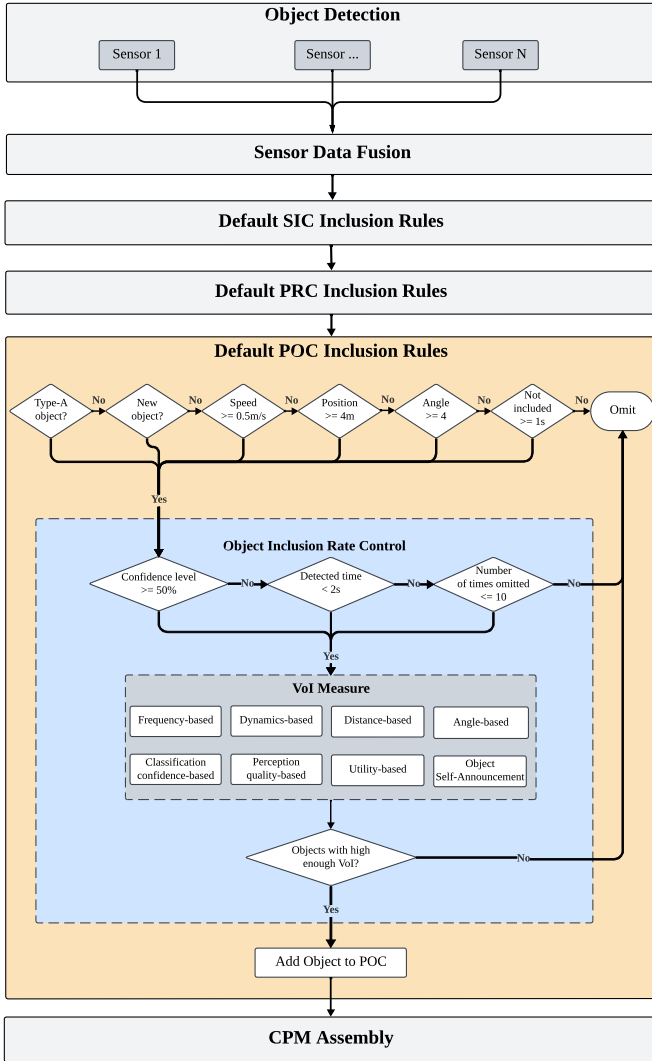 Object Detection
Sensor 1
Sensor ...
Sensor N
Sensor Data Fusion
Default SIC Inclusion Rules
Default PRC Inclusion Rules
Default POC Inclusion Rules
Type-A
object?
No
New
object?
No
Speed
>= 0.5m/s
No
Position
>= 4m
No
Angle
>= 4
No
Not
included
>= 1s
No
Omit
Yes
Object Inclusion Rate Control
Confidence level
>= 50%
No
Detected time
< 2s
No
Number
of times omitted
<= 10
No
Yes
VoI Measure
Frequency-based
Dynamics-based
Distance-based
Angle-based
Classification
confidence-based
Perception
quality-based
Utility-based
Object
Self-Announcement
Objects with high
enough VoI?
No
Yes
Add Object to POC
CPM Assembly